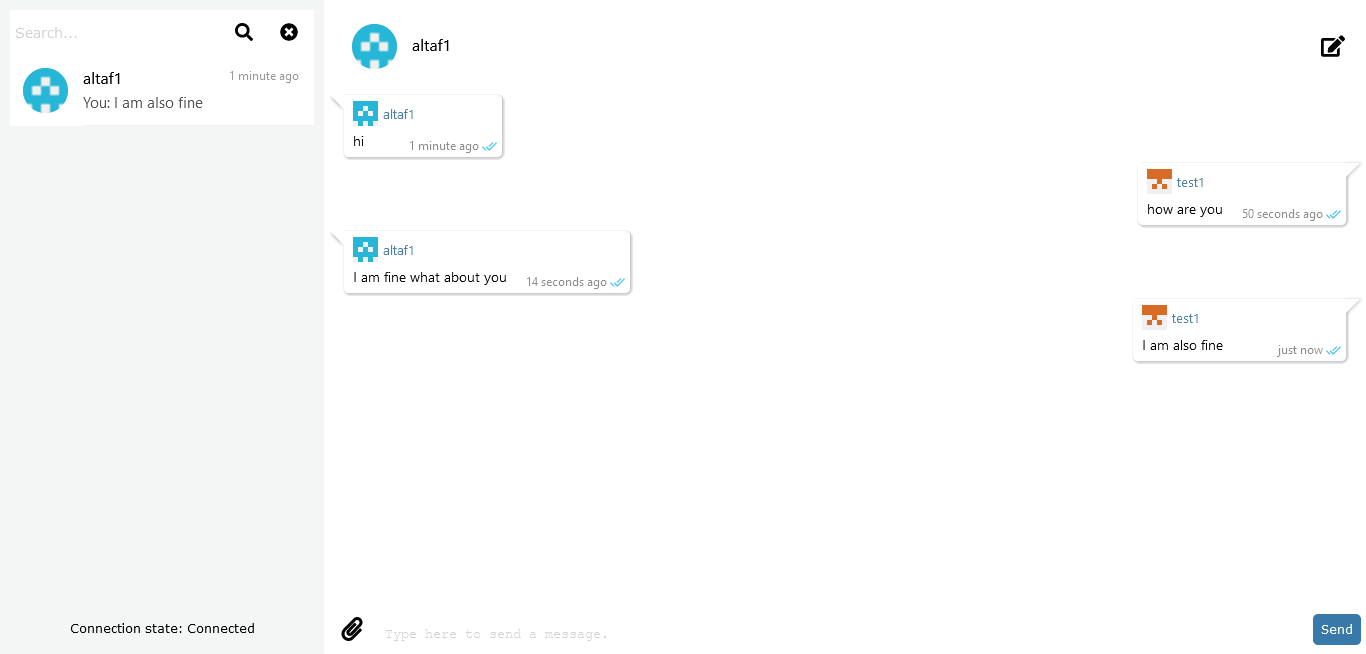 Search...
altaf1
1 minute ago
You: I am also fine
Connection state: Connected
altaf1
altaf1
hi
1 minute ago
test1
how are you
50 seconds ago
altaf1
I am fine what about you
14 seconds ago
test1
I am also fine
just now
Type here to send a message.
Send